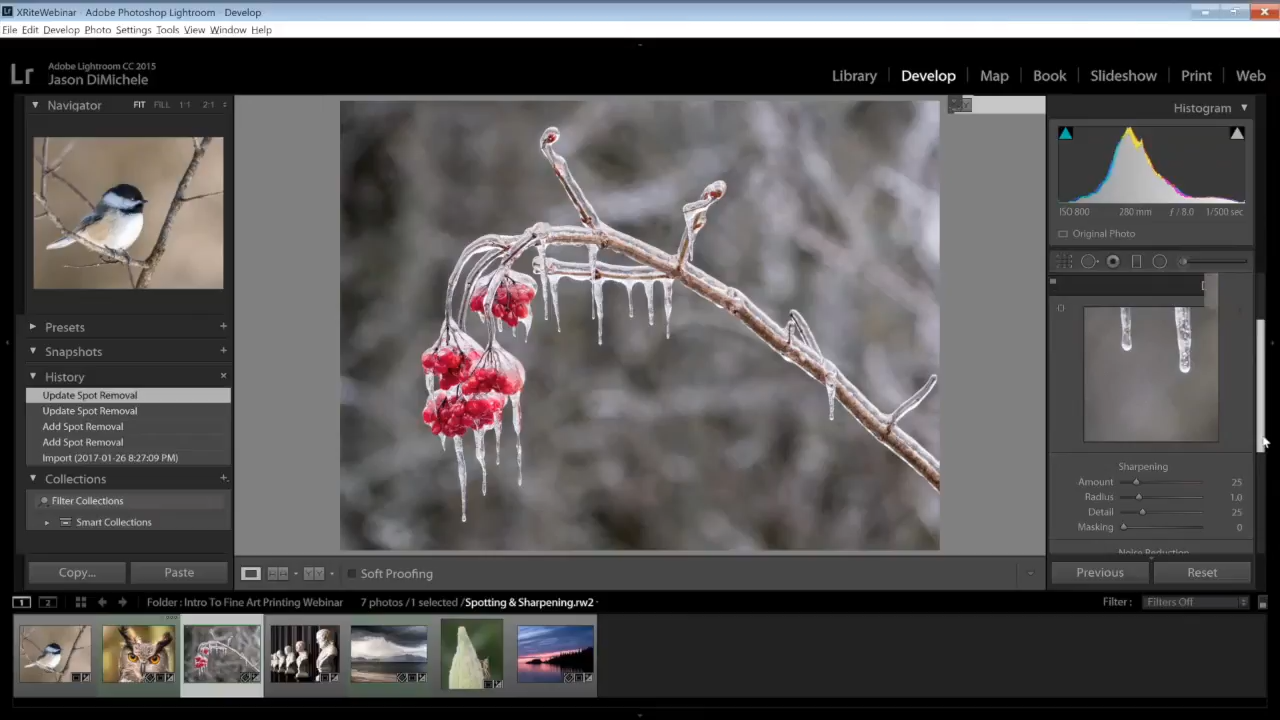 XRiteWebinar - Adobe Photoshop Lightroom - Develop
File Edit Develop Photo Settings Tools View Window Help
Lr
Adobe Lightroom CC 2015
Jason DiMichele
Library | Develop | Map | Book | Slideshow | Print | Web
Navigator FIT FILL 1:1 2:1
Histogram
ISO 800 280 mm ƒ / 8.0 1/500 sec
Original Photo
Presets
Snapshots
History
Update Spot Removal
Update Spot Removal
Add Spot Removal
Add Spot Removal
Import (2017-01-26 8:27:09 PM)
Collections
Filter Collections
Smart Collections
Sharpening
Amount 25
Radius 1.0
Detail 25
Masking 0
Noise Reduction
Copy... Paste
Soft Proofing
Previous Reset
1 2 Folder : Intro To Fine Art Printing Webinar 7 photos /1 selected /Spotting & Sharpening.rw2
Filter : Filters Off